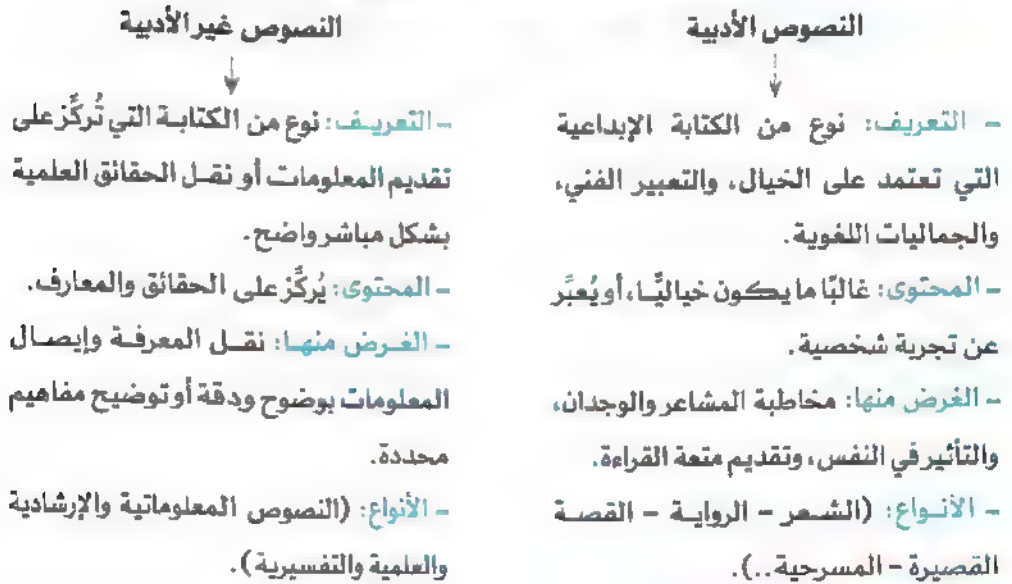 النصوص الأدبية
- التعريف: نوع من الكتابة الإبداعية
التي تعتمد على الخيال، والتعبير الفني،
والجماليات اللغوية.
- المحتوى: غالبًا ما يكون خياليًّا، أو يُعبَّر
عن تجربة شخصية.
- الغرض منها: مخاطبة المشاعر والوجدان،
والتأثير في النفس، وتقديم متعة القراءة.
- الأنواع: (الشعر - الرواية - القصة
القصيرة - المسرحية..).
النصوص غير الأدبية
- التعريف: نوع من الكتابة التي تُركِّز على
تقديم المعلومات أو نقل الحقائق العلمية
بشكل مباشر واضح.
- المحتوى: يُركِّز على الحقائق والمعارف.
- الغرض منها: نقل المعرفة وإيصال
المعلومات بوضوح ودقة أو توضيح مفاهيم
محددة.
- الأنواع: (النصوص المعلوماتية والإرشادية
والعلمية والتفسيرية).